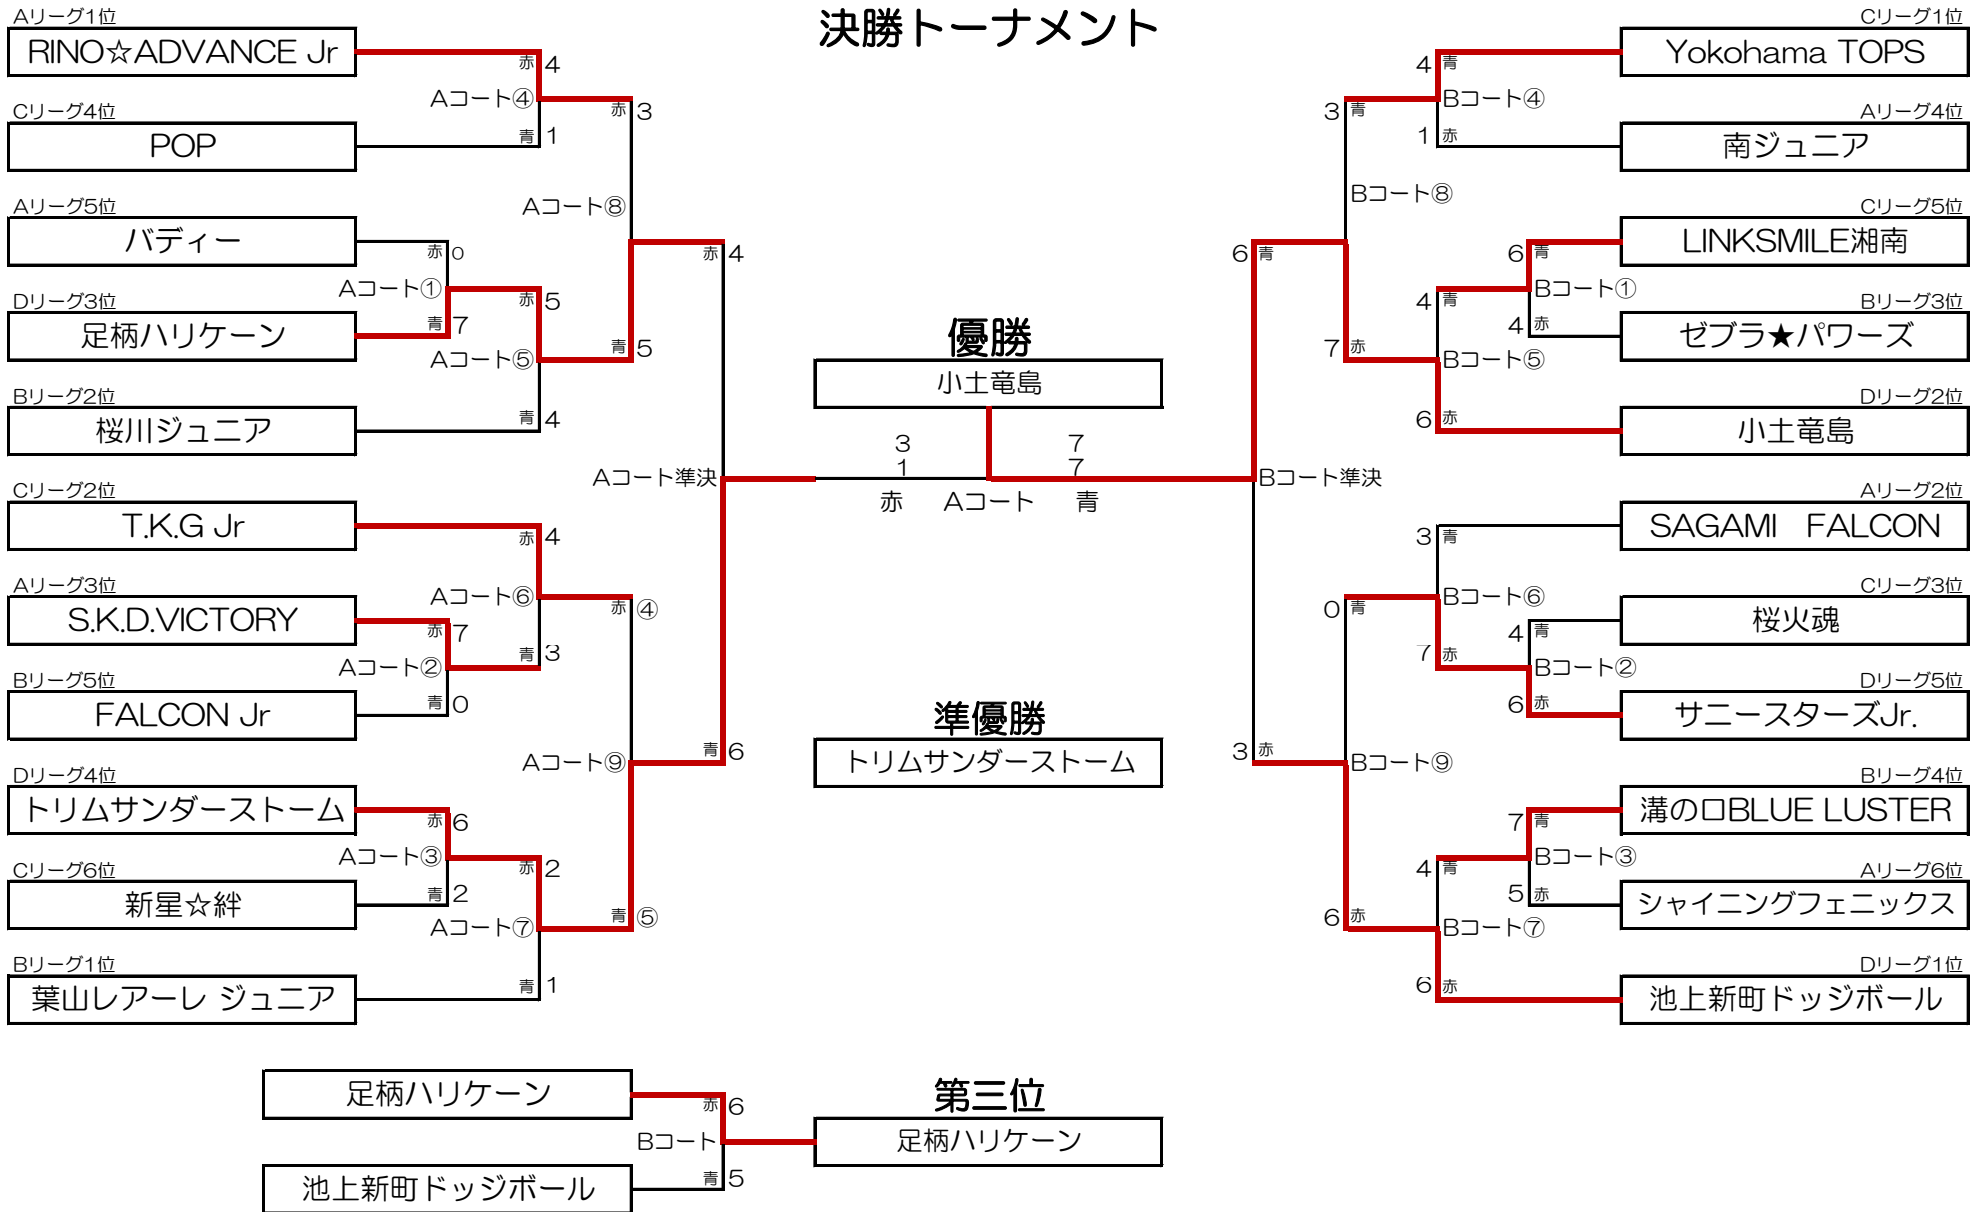 決勝トーナメント
Aリーグ1位
RINO☆ADVANCE Jr
赤 4
Aコート④
Cリーグ4位
POP
青 1
赤 3
Aコート⑧
Aリーグ5位
バディー
赤 0
Aコート①
Dリーグ3位
足柄ハリケーン
青 7
赤 5
Aコート⑤
青 5
Bリーグ2位
桜川ジュニア
青 4
赤 4
Aコート準決
Cリーグ2位
T.K.G Jr
赤 4
Aコート⑥
Aリーグ3位
S.K.D.VICTORY
赤 7
Aコート②
青 3
赤 ④
Bリーグ5位
FALCON Jr
青 0
Aコート⑨
青 6
Dリーグ4位
トリムサンダーストーム
赤 6
Aコート③
赤 2
Cリーグ6位
新星☆絆
青 2
Aコート⑦
青 ⑤
Bリーグ1位
葉山レアーレ ジュニア
青 1
優勝
小土竜島
3 7
1 7
赤 Aコート 青
準優勝
トリムサンダーストーム
Cリーグ1位
Yokohama TOPS
4 青
Bコート④
Aリーグ4位
南ジュニア
1 赤
3 青
Bコート⑧
Cリーグ5位
LINKSMILE湘南
6 青
Bコート①
Bリーグ3位
ゼブラ★パワーズ
4 赤
4 青
Bコート⑤
7 赤
Dリーグ2位
小土竜島
6 赤
6 青
Bコート準決
Aリーグ2位
SAGAMI FALCON
3 青
Bコート⑥
Cリーグ3位
桜火魂
4 青
Bコート②
7 赤
0 青
Dリーグ5位
サニースターズJr.
6 赤
Bコート⑨
3 赤
Bリーグ4位
溝の口BLUE LUSTER
7 青
Bコート③
4 青
Aリーグ6位
シャイニングフェニックス
5 赤
Bコート⑦
6 赤
Dリーグ1位
池上新町ドッジボール
6 赤
足柄ハリケーン
赤 6
Bコート
池上新町ドッジボール
青 5
第三位
足柄ハリケーン